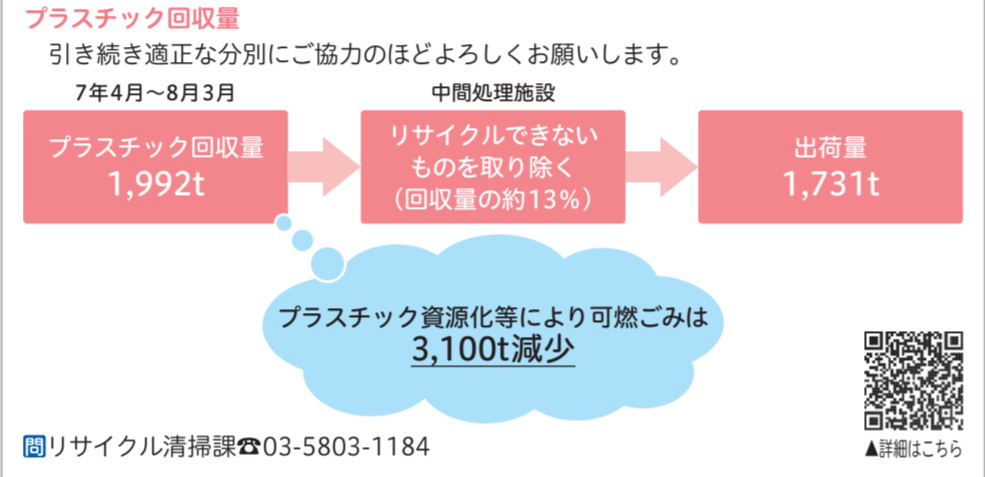 プラスチック回収量
引き続き適正な分別にご協力のほどよろしくお願いします。
7年4月～8月3月
プラスチック回収量
1,992t
中間処理施設
リサイクルできない
ものを取り除く
（回収量の約13%）
出荷量
1,731t
プラスチック資源化等により可燃ごみは
3,100t減少
問リサイクル清掃課☎03-5803-1184
▲詳細はこちら